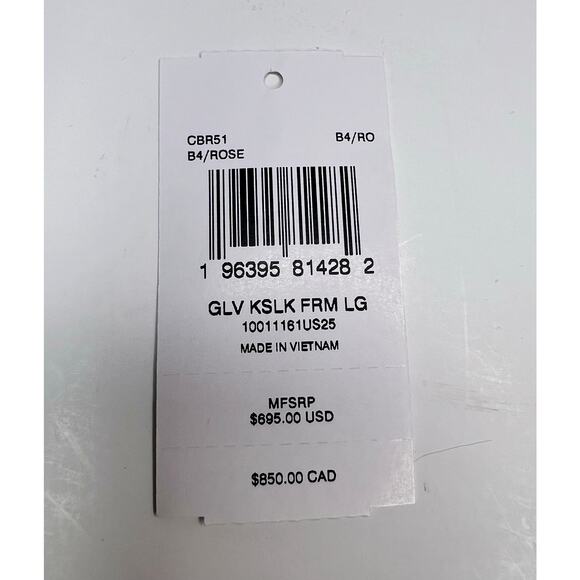 CBR51 B4/RO
B4/ROSE
1 96395 81428 2
GLV KSLK FRM LG
10011161US25
MADE IN VIETNAM
MFSRP
$695.00 USD
$850.00 CAD